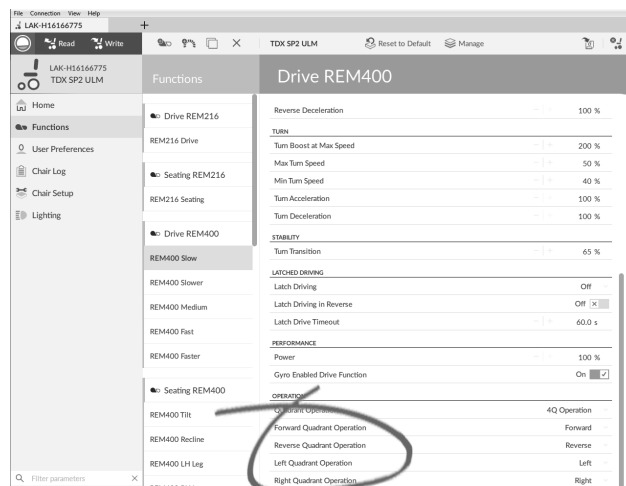 File Connection View Help
LAK-H16166775
Read Write TDX SP2 ULM Reset to Default Manage
LAK-H16166775
TDX SP2 ULM
Functions
Drive REM400
Home
Functions
User Preferences
Chair Log
Chair Setup
Lighting
Filter parameters
Drive REM216
REM216 Drive
Seating REM216
REM216 Seating
Drive REM400
REM400 Slow
REM400 Slower
REM400 Medium
REM400 Fast
REM400 Faster
Seating REM400
REM400 Tilt
REM400 Recline
REM400 LH Leg
Reverse Deceleration 100 %
TURN
Turn Boost at Max Speed 200 %
Max Turn Speed 50 %
Min Turn Speed 40 %
Turn Acceleration 100 %
Turn Deceleration 100 %
STABILITY
Turn Transition 65 %
LATCHED DRIVING
Latch Driving Off
Latch Driving in Reverse Off
Latch Drive Timeout 60.0 s
PERFORMANCE
Power 100 %
Gyro Enabled Drive Function On
OPERATION
Quadrant Operation 4Q Operation
Forward Quadrant Operation Forward
Reverse Quadrant Operation Reverse
Left Quadrant Operation Left
Right Quadrant Operation Right